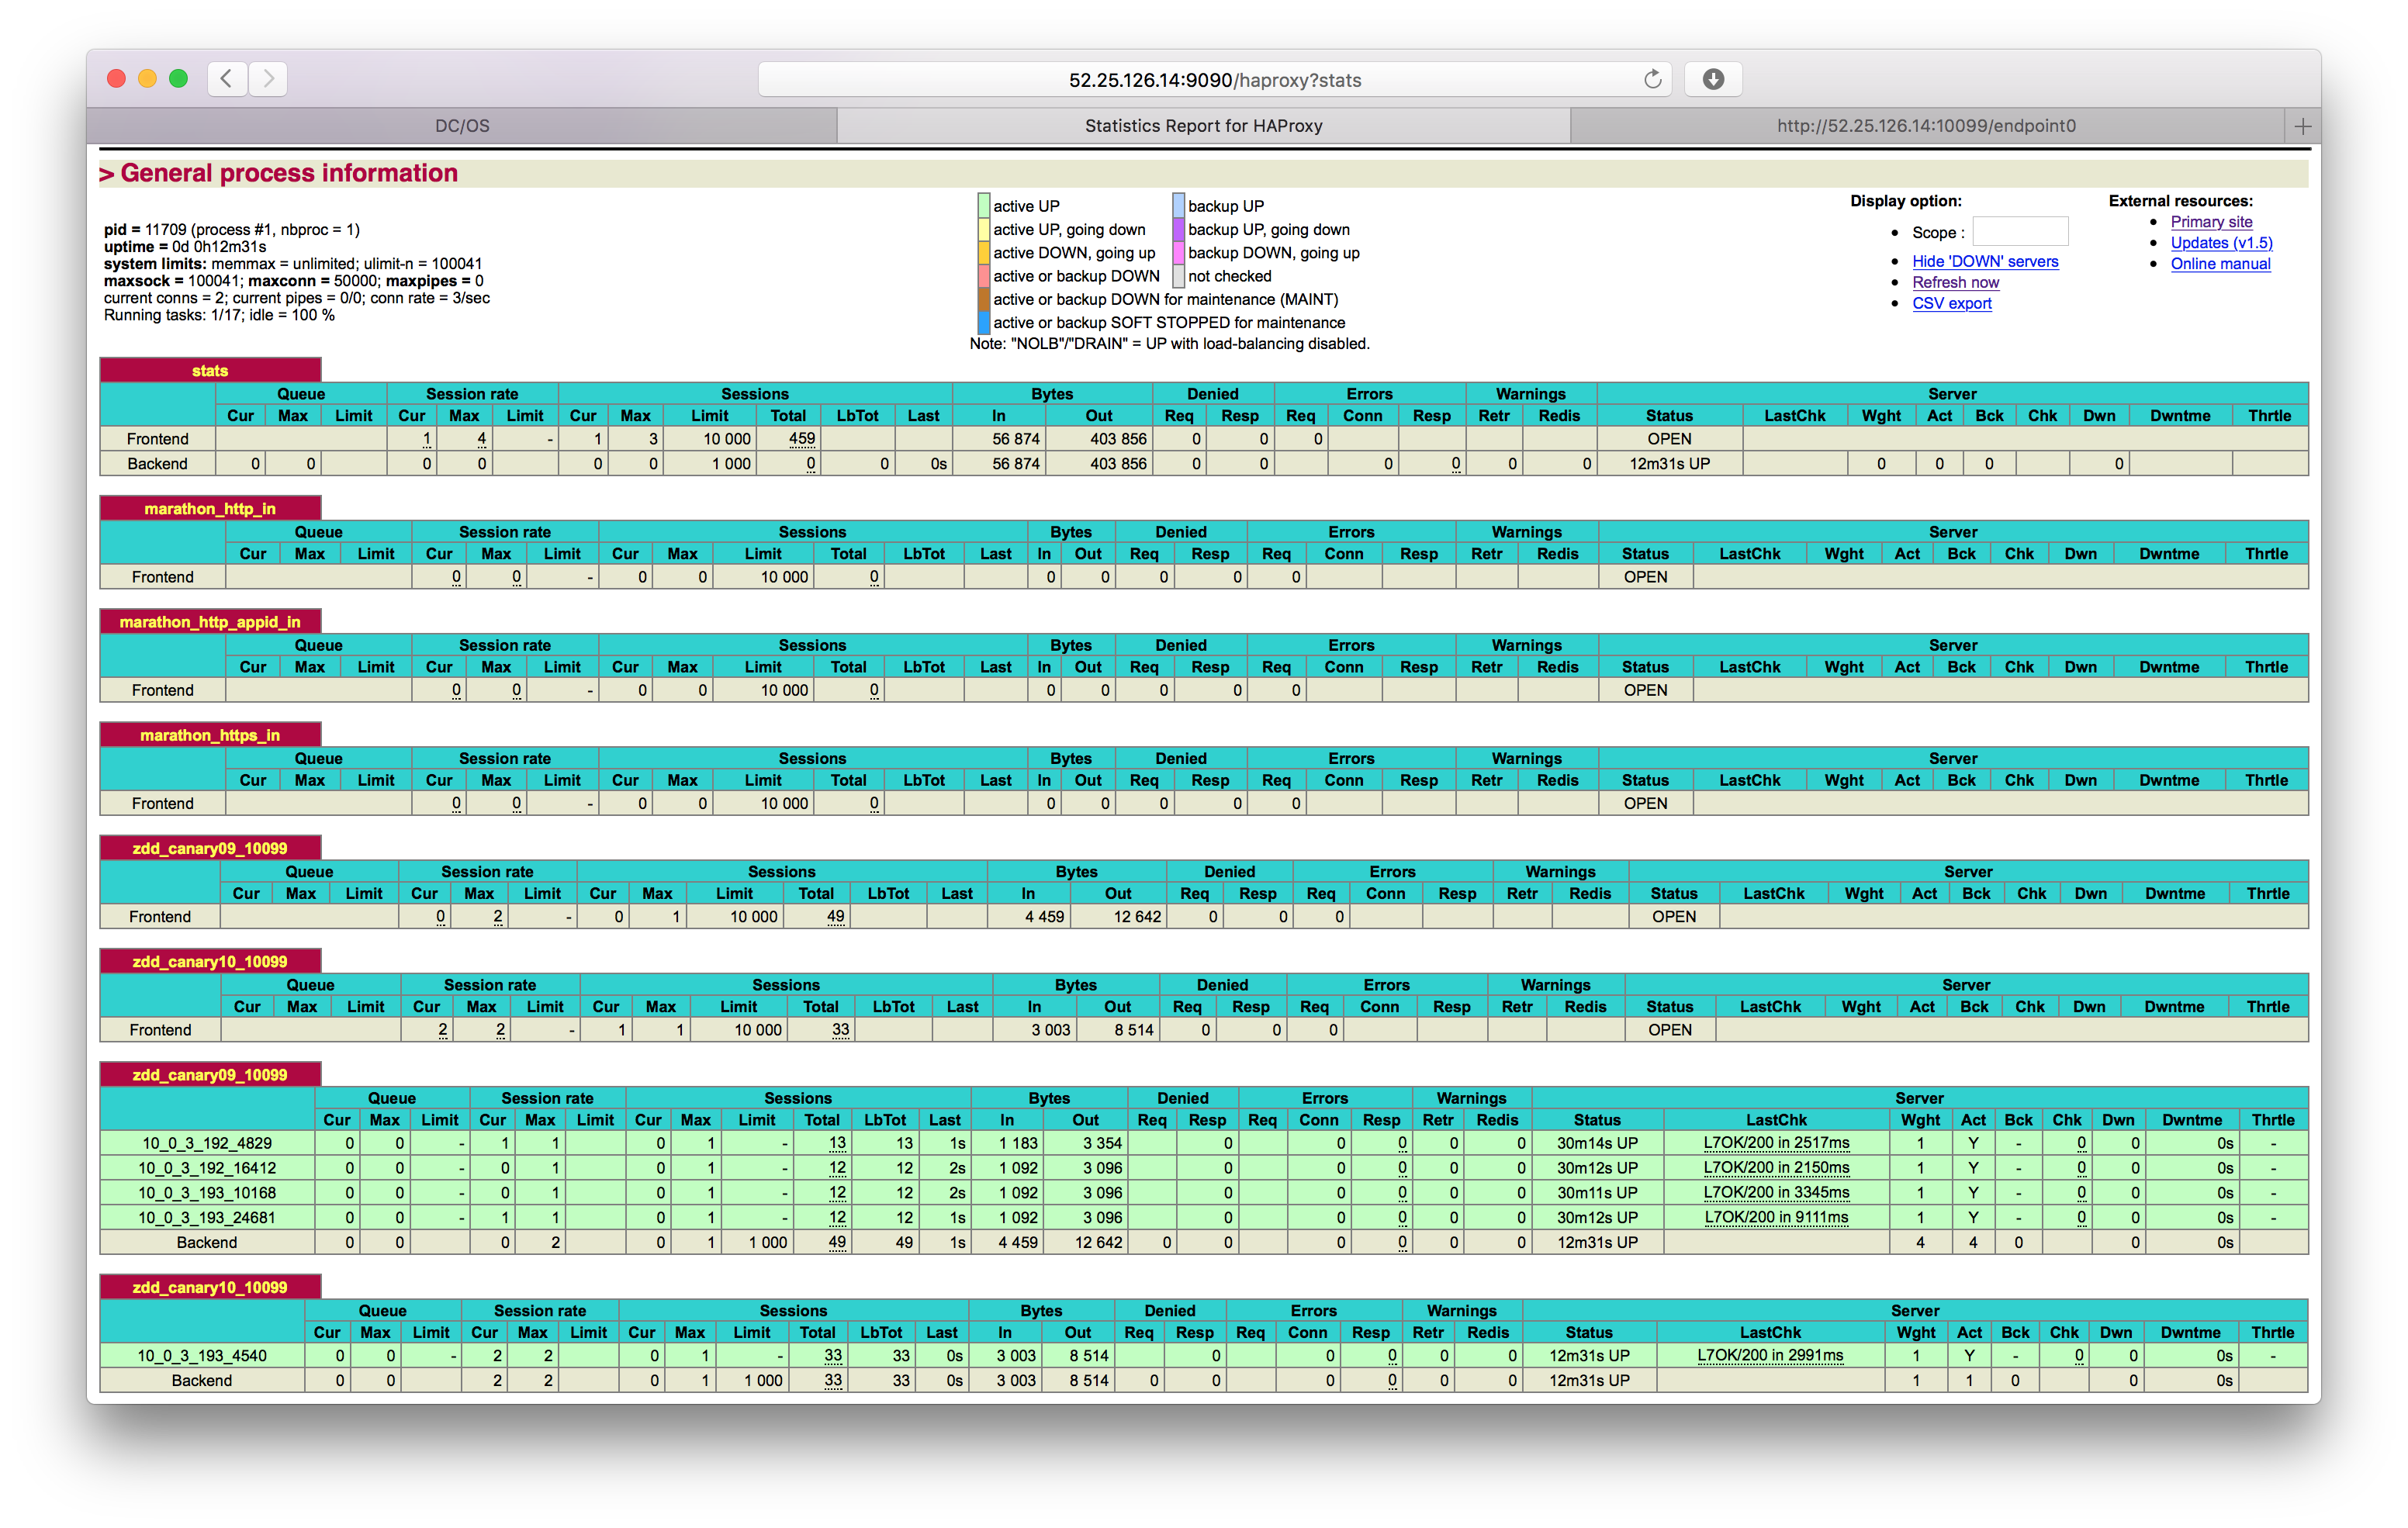 52.25.126.14:9090/haproxy?stats
DC/OS Statistics Report for HAProxy http://52.25.126.14:10099/endpoint0 +
> General process information
pid = 11709 (process #1, nbproc = 1)
uptime = 0d 0h12m31s
system limits: memmax = unlimited; ulimit-n = 100041
maxsock = 100041; maxconn = 50000; maxpipes = 0
current conns = 2; current pipes = 0/0; conn rate = 3/sec
Running tasks: 1/17; idle = 100 %
active UP backup UP
active UP, going down backup UP, going down
active DOWN, going up backup DOWN, going up
active or backup DOWN not checked
active or backup DOWN for maintenance (MAINT)
active or backup SOFT STOPPED for maintenance
Note: "NOLB"/"DRAIN" = UP with load-balancing disabled.
Display option:
• Scope :
• Hide 'DOWN' servers
• Refresh now
• CSV export
External resources:
• Primary site
• Updates (v1.5)
• Online manual
stats
Queue Session rate Sessions Bytes Denied Errors Warnings Server
Cur Max Limit Cur Max Limit Cur Max Limit Total LbTot Last In Out Req Resp Req Conn Resp Retr Redis Status LastChk Wght Act Bck Chk Dwn Dwntme Thrtle
Frontend 1 4 - 1 3 10 000 459 56 874 403 856 0 0 0 OPEN
Backend 0 0 0 0 0 0 1 000 0 0 0s 56 874 403 856 0 0 0 0 0 0 12m31s UP 0 0 0 0
marathon_http_in
Queue Session rate Sessions Bytes Denied Errors Warnings Server
Cur Max Limit Cur Max Limit Cur Max Limit Total LbTot Last In Out Req Resp Req Conn Resp Retr Redis Status LastChk Wght Act Bck Chk Dwn Dwntme Thrtle
Frontend 0 0 - 0 0 10 000 0 0 0 0 0 0 OPEN
marathon_http_appid_in
Queue Session rate Sessions Bytes Denied Errors Warnings Server
Cur Max Limit Cur Max Limit Cur Max Limit Total LbTot Last In Out Req Resp Req Conn Resp Retr Redis Status LastChk Wght Act Bck Chk Dwn Dwntme Thrtle
Frontend 0 0 - 0 0 10 000 0 0 0 0 0 0 OPEN
marathon_https_in
Queue Session rate Sessions Bytes Denied Errors Warnings Server
Cur Max Limit Cur Max Limit Cur Max Limit Total LbTot Last In Out Req Resp Req Conn Resp Retr Redis Status LastChk Wght Act Bck Chk Dwn Dwntme Thrtle
Frontend 0 0 - 0 0 10 000 0 0 0 0 0 0 OPEN
zdd_canary09_10099
Queue Session rate Sessions Bytes Denied Errors Warnings Server
Cur Max Limit Cur Max Limit Cur Max Limit Total LbTot Last In Out Req Resp Req Conn Resp Retr Redis Status LastChk Wght Act Bck Chk Dwn Dwntme Thrtle
Frontend 0 2 - 0 1 10 000 49 4 459 12 642 0 0 0 OPEN
zdd_canary10_10099
Queue Session rate Sessions Bytes Denied Errors Warnings Server
Cur Max Limit Cur Max Limit Cur Max Limit Total LbTot Last In Out Req Resp Req Conn Resp Retr Redis Status LastChk Wght Act Bck Chk Dwn Dwntme Thrtle
Frontend 2 2 - 1 1 10 000 33 3 003 8 514 0 0 0 OPEN
zdd_canary09_10099
Queue Session rate Sessions Bytes Denied Errors Warnings Server
Cur Max Limit Cur Max Limit Cur Max Limit Total LbTot Last In Out Req Resp Req Conn Resp Retr Redis Status LastChk Wght Act Bck Chk Dwn Dwntme Thrtle
10_0_3_192_4829 0 0 - 1 1 0 1 - 13 13 1s 1 183 3 354 0 0 0 0 0 30m14s UP L7OK/200 in 2517ms 1 Y - 0 0 0s -
10_0_3_192_16412 0 0 - 0 1 0 1 - 12 12 2s 1 092 3 096 0 0 0 0 0 30m12s UP L7OK/200 in 2150ms 1 Y - 0 0 0s -
10_0_3_193_10168 0 0 - 0 1 0 1 - 12 12 2s 1 092 3 096 0 0 0 0 0 30m11s UP L7OK/200 in 3345ms 1 Y - 0 0 0s -
10_0_3_193_24681 0 0 - 1 1 0 1 - 12 12 1s 1 092 3 096 0 0 0 0 0 30m12s UP L7OK/200 in 9111ms 1 Y - 0 0 0s -
Backend 0 0 0 2 0 1 1 000 49 49 1s 4 459 12 642 0 0 0 0 0 0 12m31s UP 4 4 0 0 0s
zdd_canary10_10099
Queue Session rate Sessions Bytes Denied Errors Warnings Server
Cur Max Limit Cur Max Limit Cur Max Limit Total LbTot Last In Out Req Resp Req Conn Resp Retr Redis Status LastChk Wght Act Bck Chk Dwn Dwntme Thrtle
10_0_3_193_4540 0 0 - 2 2 0 1 - 33 33 0s 3 003 8 514 0 0 0 0 0 12m31s UP L7OK/200 in 2991ms 1 Y - 0 0 0s -
Backend 0 0 2 2 0 1 1 000 33 33 0s 3 003 8 514 0 0 0 0 0 0 12m31s UP 1 1 0 0 0s